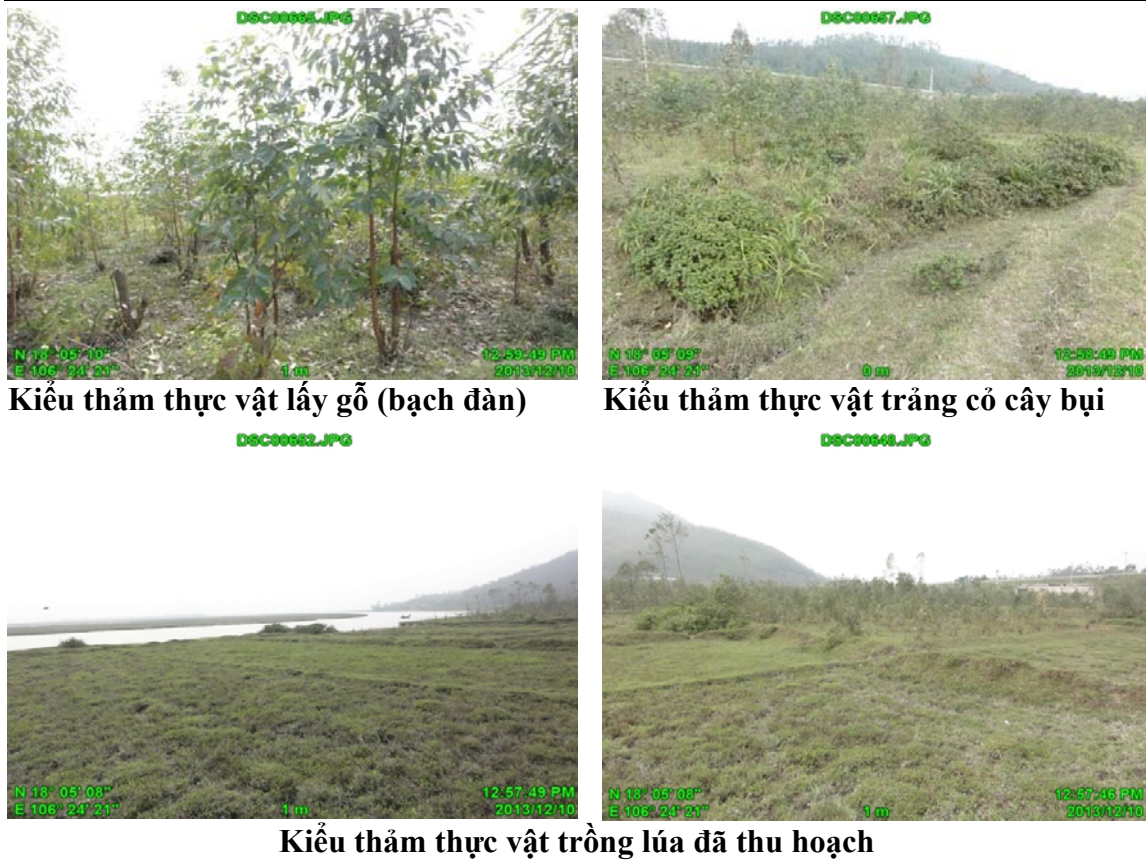 DSC00665.JPG
DSC00657.JPG
N 18° 05' 10"
E 106° 24' 21"
1 m
12:59:49 PM
2013/12/10
N 18° 05' 09"
E 106° 24' 21"
0 m
12:58:49 PM
2013/12/10
Kiểu thảm thực vật lấy gỗ (bạch đàn)
Kiểu thảm thực vật trảng cỏ cây bụi
DSC00652.JPG
DSC00648.JPG
N 18° 05' 08"
E 106° 24' 21"
1 m
12:57:49 PM
2013/12/10
N 18° 05' 08"
E 106° 24' 21"
1 m
12:57:46 PM
2013/12/10
Kiểu thảm thực vật trồng lúa đã thu hoạch